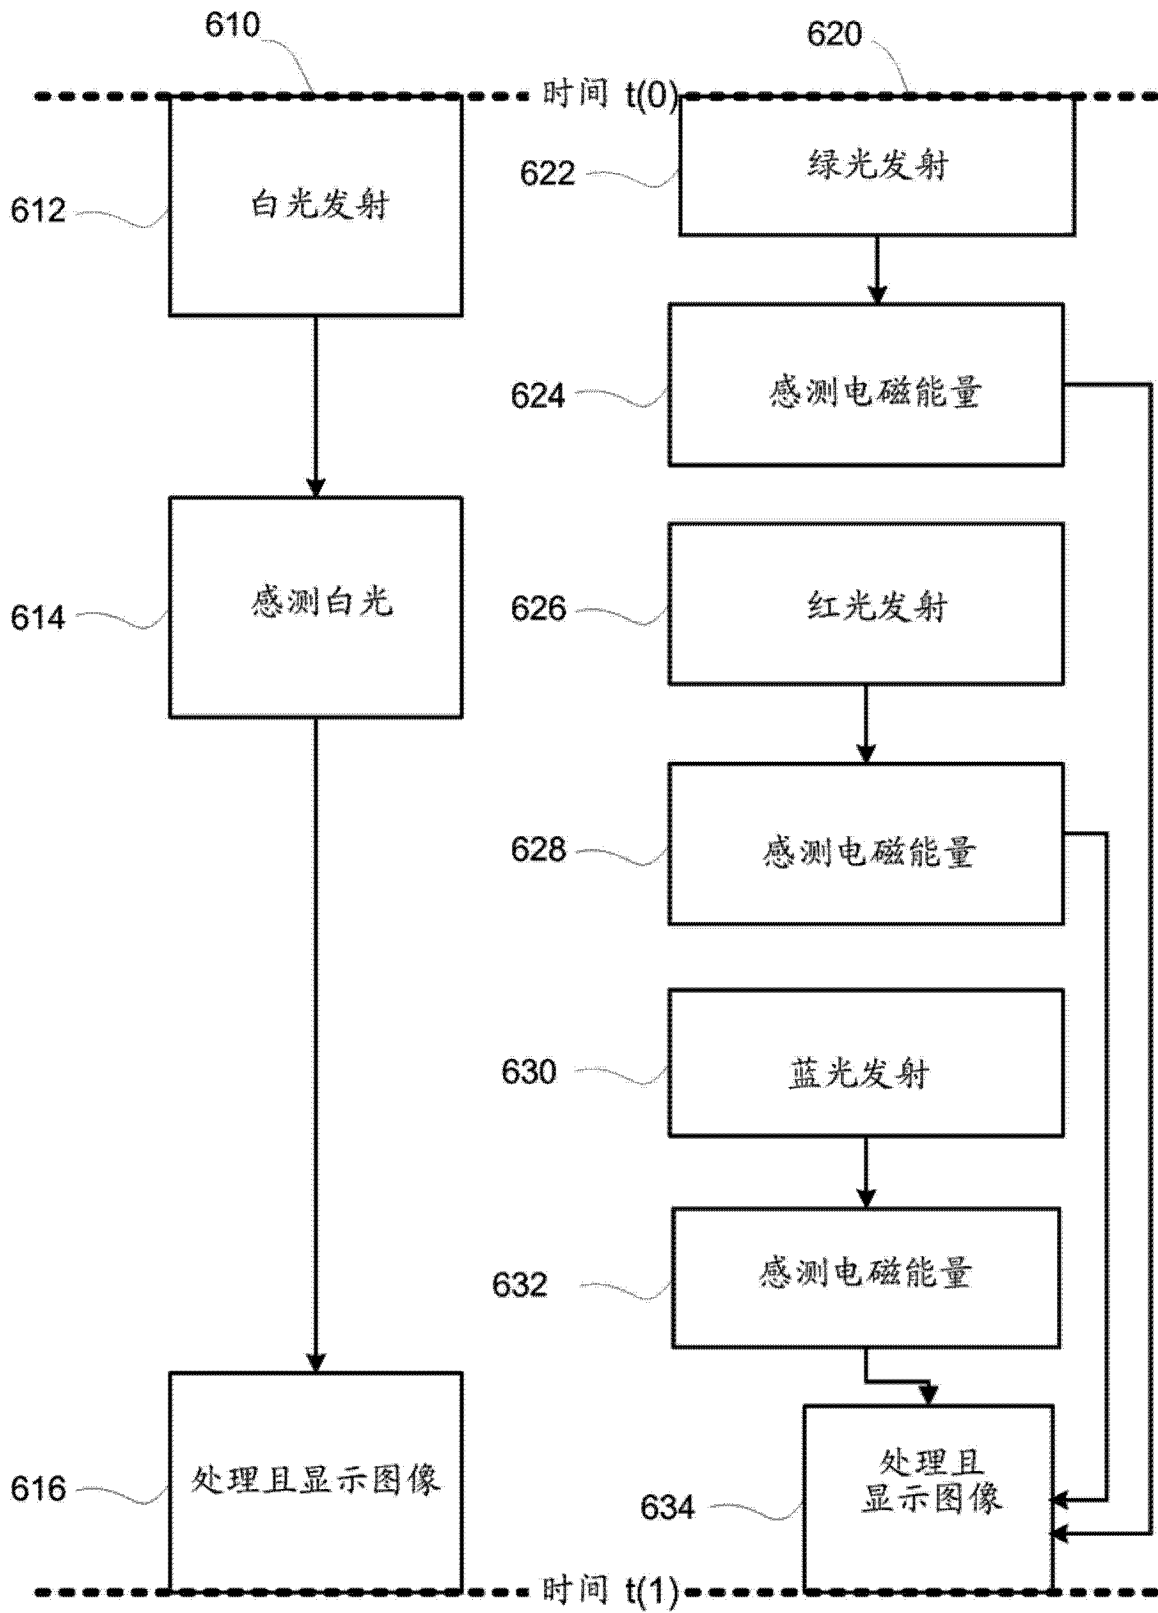 610
620
时间 t(0)
612
白光发射
622
绿光发射
624
感测电磁能量
614
感测白光
626
红光发射
628
感测电磁能量
630
蓝光发射
632
感测电磁能量
616
处理且显示图像
634
处理且
显示图像
时间 t(1)